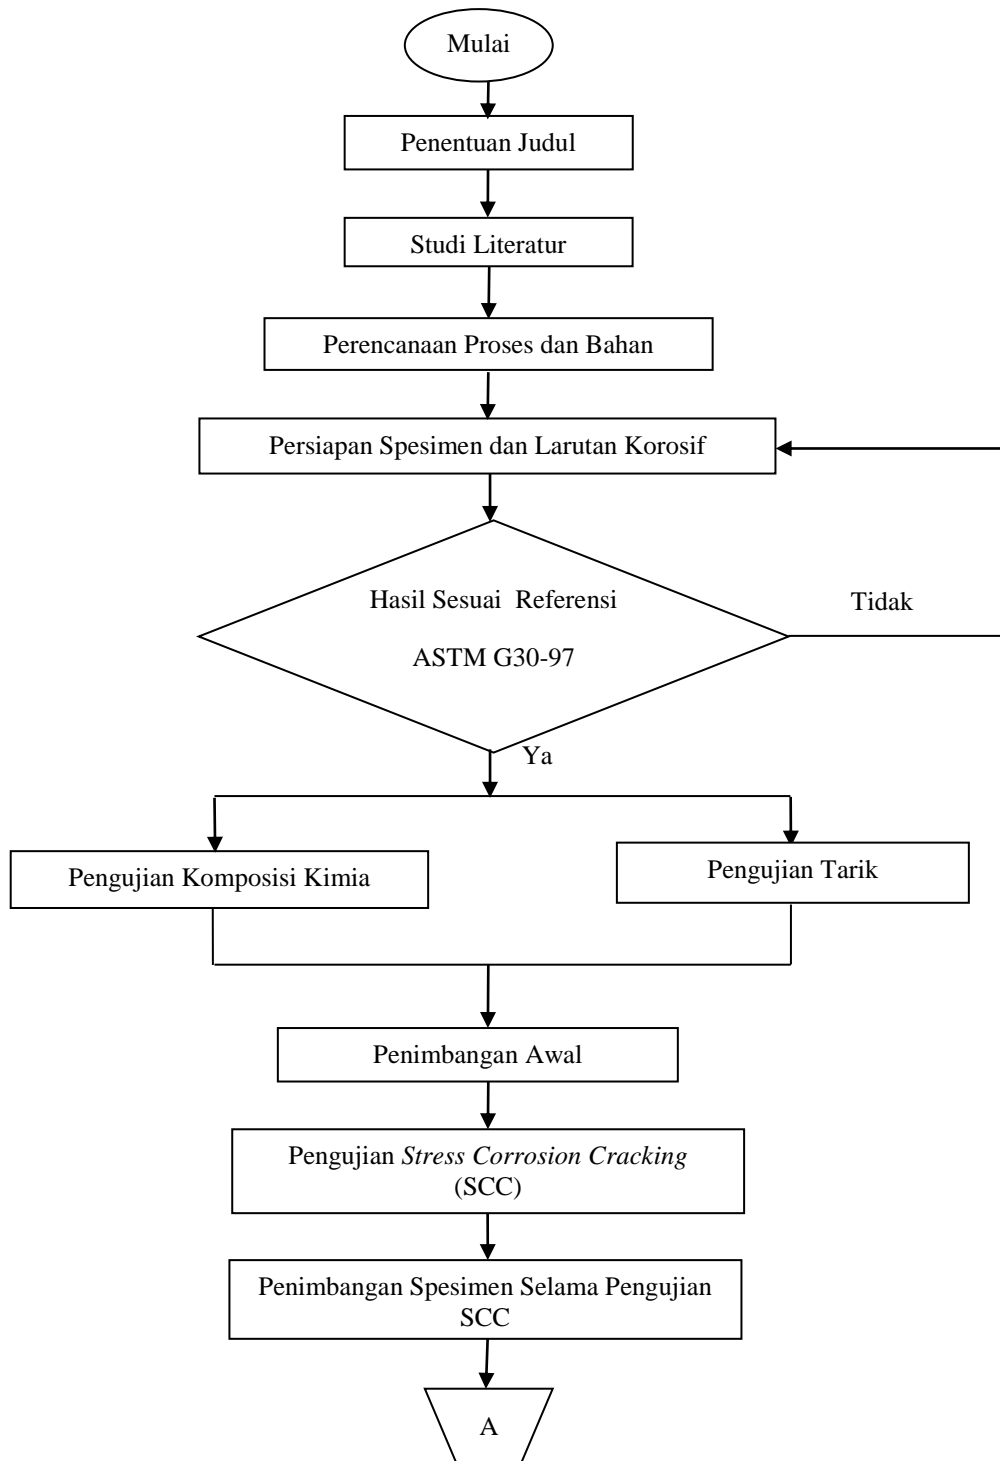 Mulai
Penentuan Judul
Studi Literatur
Perencanaan Proses dan Bahan
Persiapan Spesimen dan Larutan Korosif
Hasil Sesuai  Referensi
ASTM G30-97
Tidak
Ya
Pengujian Komposisi Kimia
Pengujian Tarik
Penimbangan Awal
Pengujian Stress Corrosion Cracking
(SCC)
Penimbangan Spesimen Selama Pengujian
SCC
A